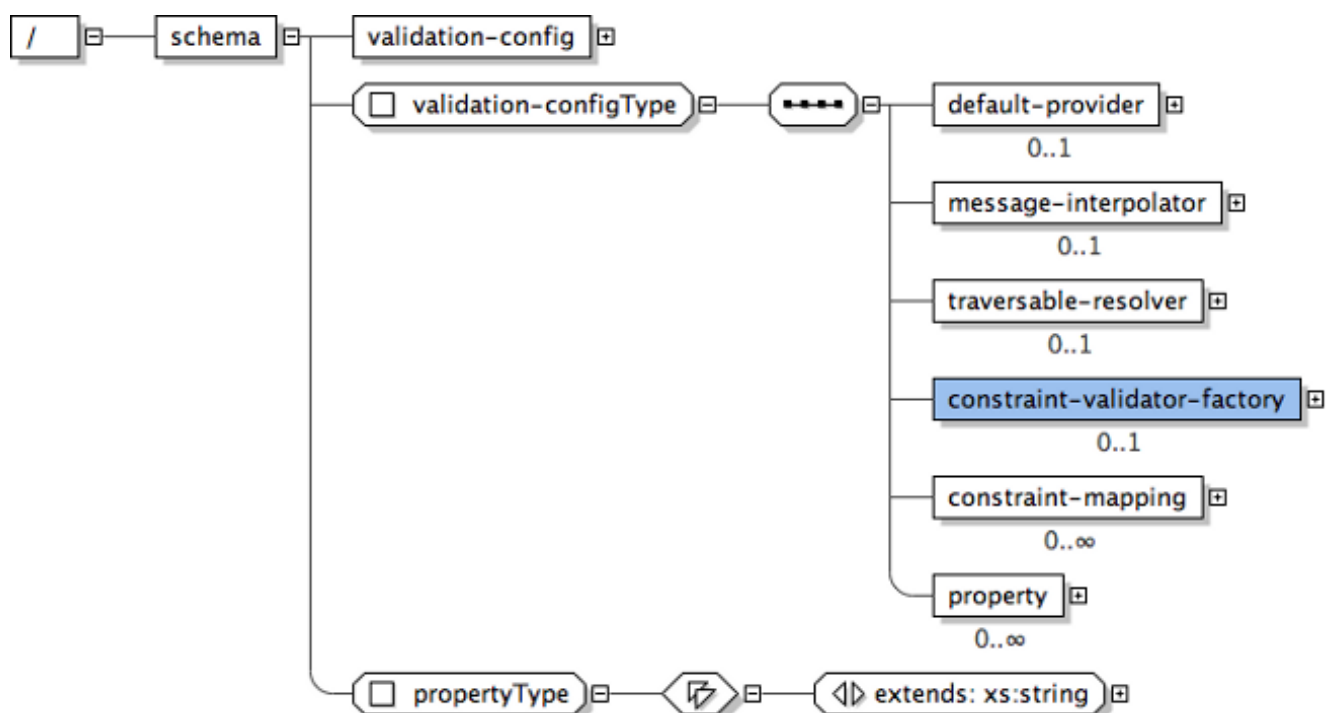 / schema validation-config
validation-configType default-provider
0..1
message-interpolator
0..1
traversable-resolver
0..1
constraint-validator-factory
0..1
constraint-mapping
0..∞
property
0..∞
propertyType extends: xs:string